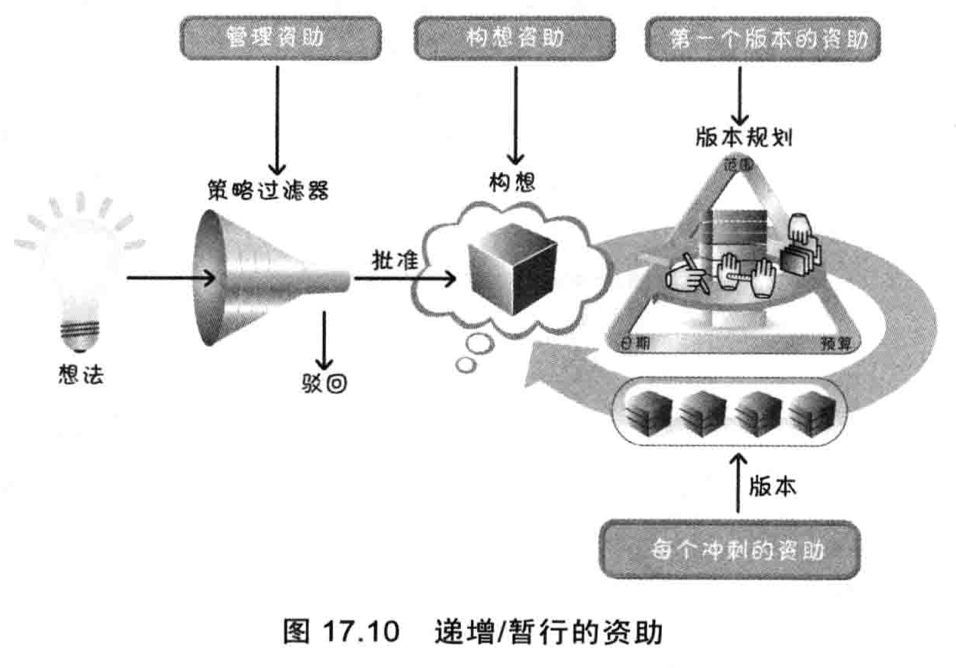 管理资助
构想资助
第一个版本的资助
版本规划
范围
策略过滤器
构想
批准
日期
预算
想法
驳回
版本
每个冲刺的资助
图 17.10 递增/暂行的资助